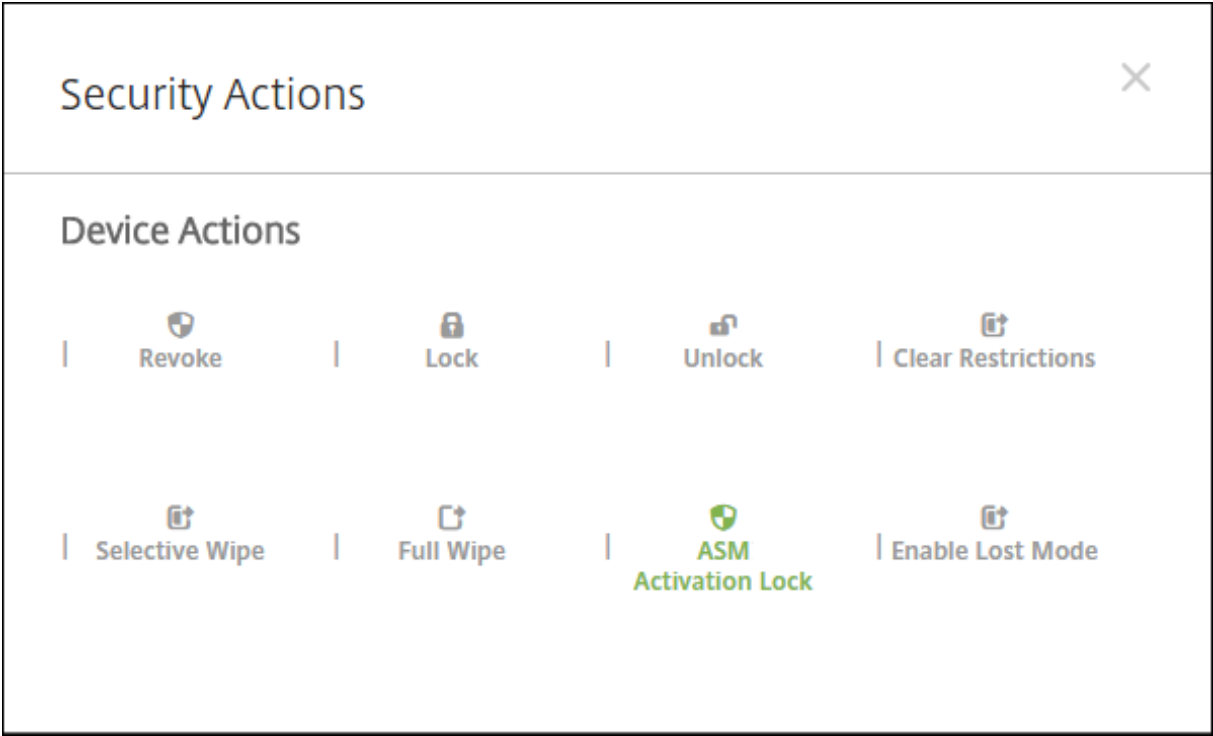 Security Actions
Device Actions
Revoke
Lock
Unlock
Clear Restrictions
Selective Wipe
Full Wipe
ASM
Activation Lock
Enable Lost Mode